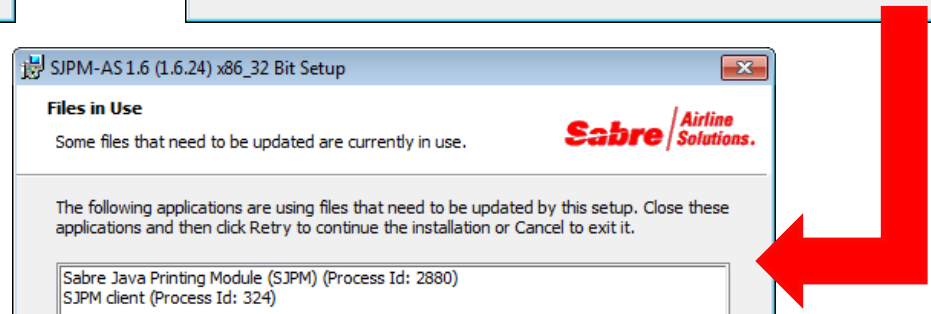 SJPM-AS 1.6 (1.6.24) x86_32 Bit Setup
Files in Use
Some files that need to be updated are currently in use.
Sabre Airline
Solutions.
The following applications are using files that need to be updated by this setup. Close these
applications and then click Retry to continue the installation or Cancel to exit it.
Sabre Java Printing Module (SJPM) (Process Id: 2880)
SJPM client (Process Id: 324)